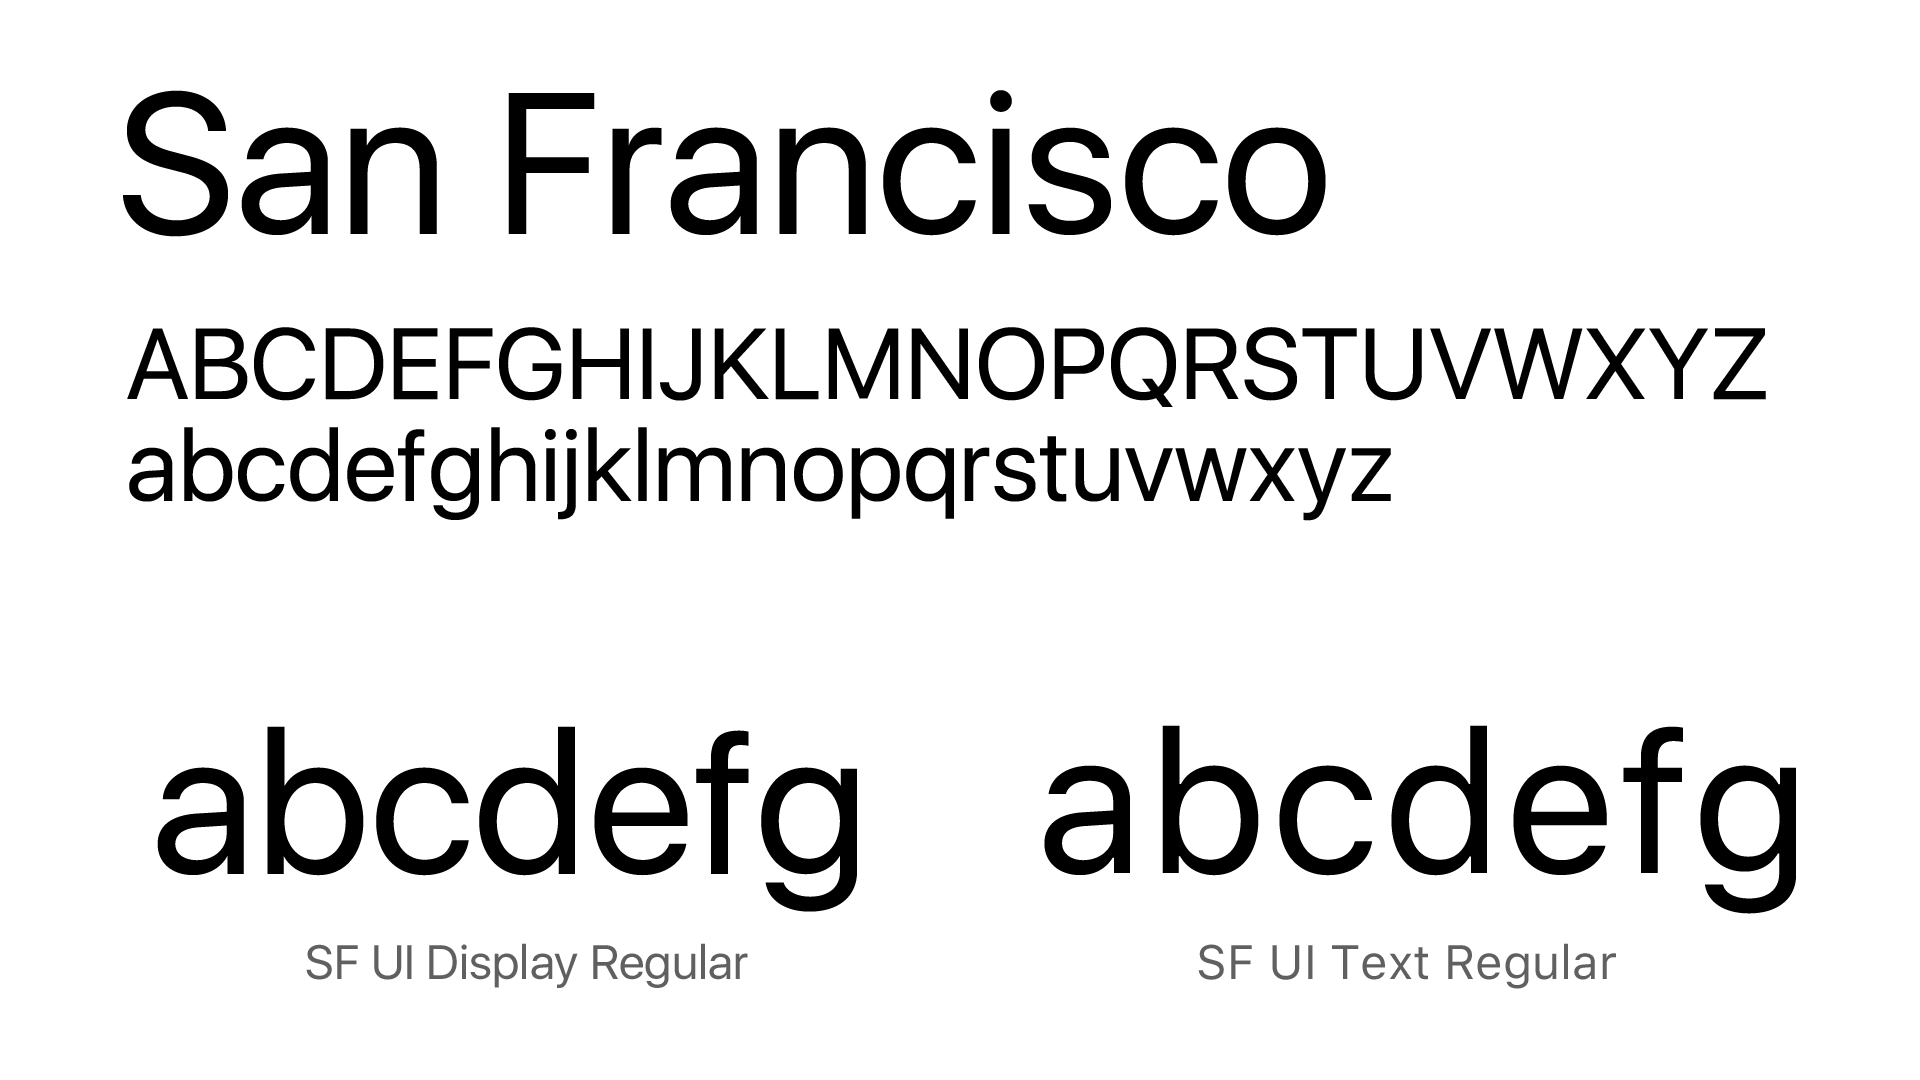 San Francisco
ABCDEFGHIJKLMNOPQRSTUVWXYZ
abcdefghijklmnopqrstuvwxyz
abcdefg
abcdefg
SF UI Display Regular
SF UI Text Regular